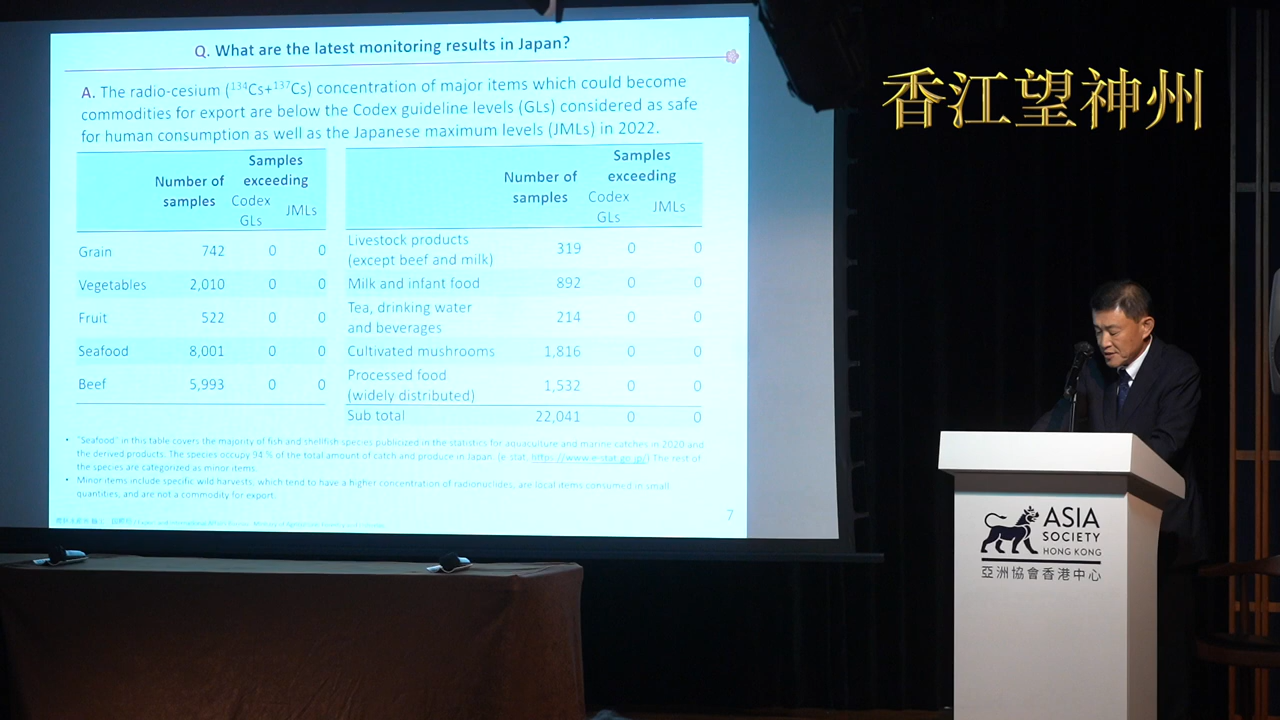 Q. What are the latest monitoring results in Japan?
A. The radio-cesium (¹³⁴Cs+¹³⁷Cs) concentration of major items which could become
commodities for export are below the Codex guideline levels (GLs) considered as safe
for human consumption as well as the Japanese maximum levels (JMLs) in 2022.
Number of samples Samples exceeding Codex GLs JMLs
Grain 742 0 0
Vegetables 2,010 0 0
Fruit 522 0 0
Seafood 8,001 0 0
Beef 5,993 0 0
Number of samples Samples exceeding Codex GLs JMLs
Livestock products (except beef and milk) 319 0 0
Milk and infant food 892 0 0
Tea, drinking water and beverages 214 0 0
Cultivated mushrooms 1,816 0 0
Processed food (widely distributed) 1,532 0 0
Sub total 22,041 0 0
• "Seafood" in this table covers the majority of fish and shellfish species publicized in the statistics for aquaculture and marine catches in 2020 and
the derived products. The species occupy 94 % of the total amount of catch and produce in Japan. (e-stat: https://www.e-stat.go.jp/) The rest of
the species are categorized as minor items.
• Minor items include specific wild harvests, which tend to have a higher concentration of radionuclides, are local items consumed in small
quantities, and are not a commodity for export.
7
香江望神州
ASIA
SOCIETY
HONG KONG
亞洲協會香港中心